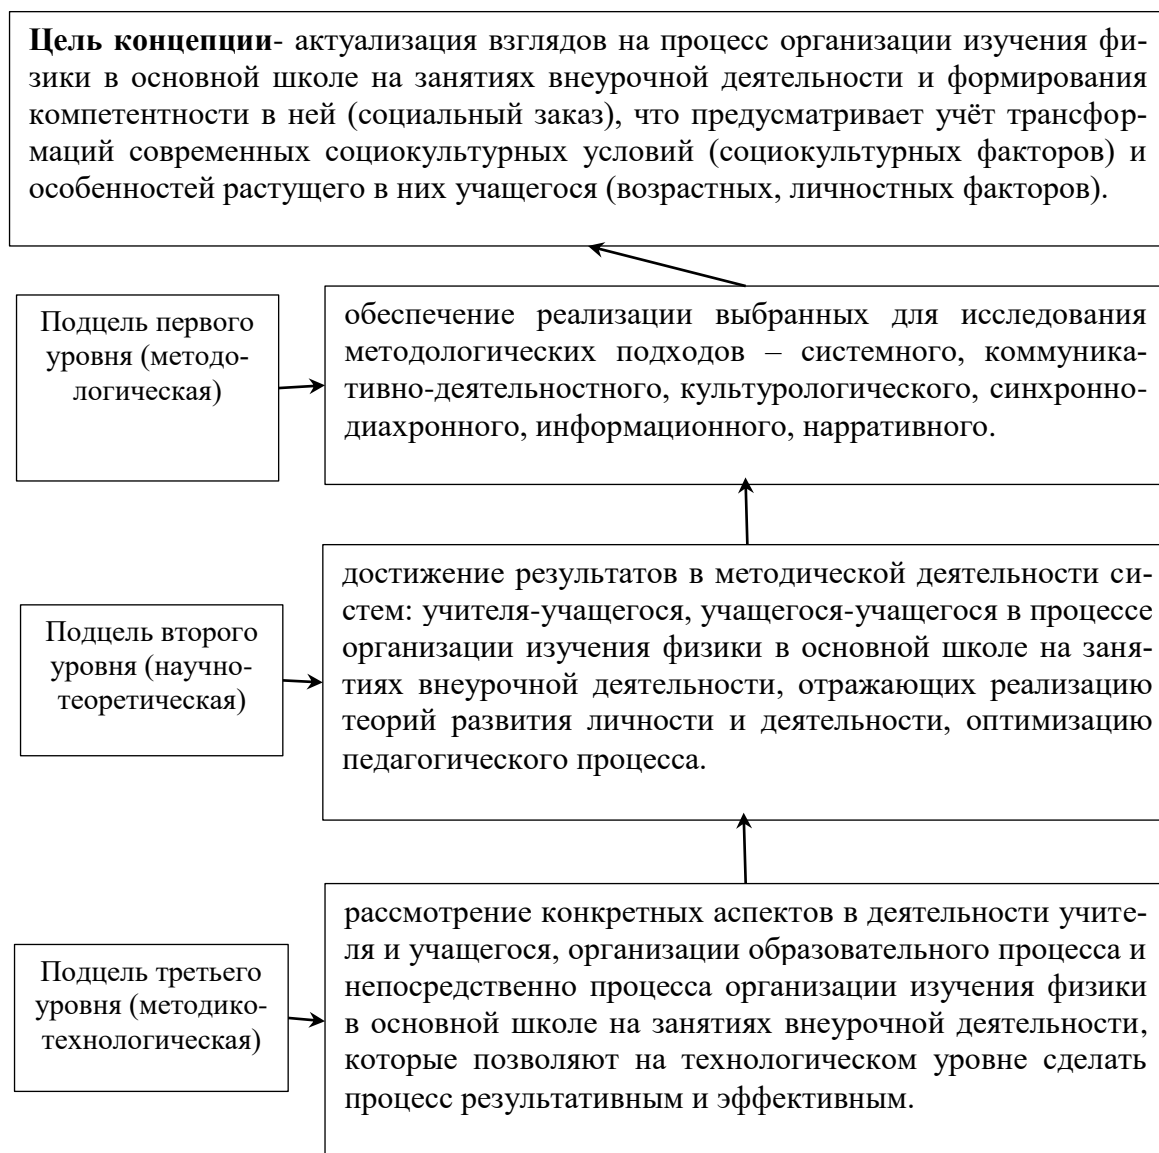 Цель концепции- актуализация взглядов на процесс организации изучения фи-
зики в основной школе на занятиях внеурочной деятельности и формирования
компетентности в ней (социальный заказ), что предусматривает учёт трансфор-
маций современных социокультурных условий (социокультурных факторов) и
особенностей растущего в них учащегося (возрастных, личностных факторов).
Подцель первого
уровня (методо-
логическая)
обеспечение реализации выбранных для исследования
методологических подходов – системного, коммуника-
тивно-деятельностного, культурологического, синхронно-
диахронного, информационного, нарративного.
Подцель второго
уровня (научно-
теоретическая)
достижение результатов в методической деятельности си-
стем: учителя-учащегося, учащегося-учащегося в процессе
организации изучения физики в основной школе на заня-
тиях внеурочной деятельности, отражающих реализацию
теорий развития личности и деятельности, оптимизацию
педагогического процесса.
Подцель третьего
уровня (методико-
технологическая)
рассмотрение конкретных аспектов в деятельности учите-
ля и учащегося, организации образовательного процесса и
непосредственно процесса организации изучения физики
в основной школе на занятиях внеурочной деятельности,
которые позволяют на технологическом уровне сделать
процесс результативным и эффективным.